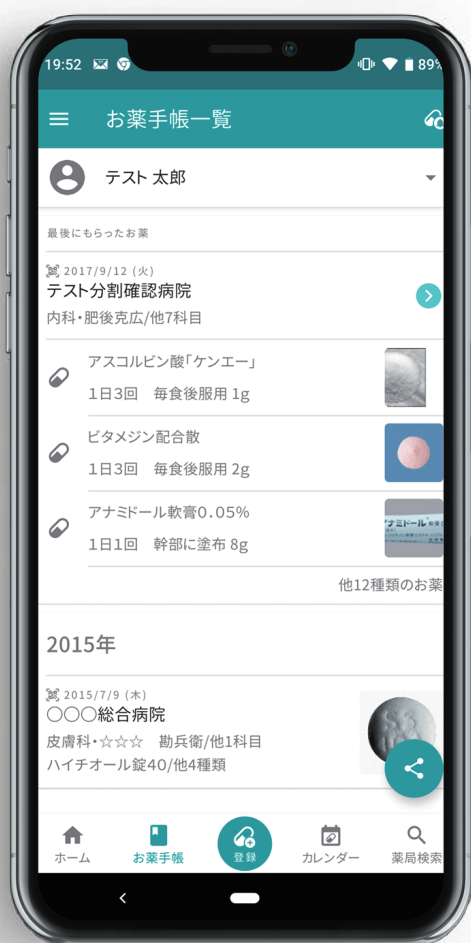 19:52
89%
お薬手帳一覧
テスト 太郎
最後にもらったお薬
2017/9/12 (火)
テスト分割確認病院
内科・肥後克広/他7科目
アスコルビン酸「ケンエー」
1日3回 毎食後服用 1g
ビタメジン配合散
1日3回 毎食後服用 2g
アナミドール軟膏0.05%
1日1回 幹部に塗布 8g
ナミドール
他12種類のお薬
2015年
2015/7/9 (木)
〇〇〇総合病院
皮膚科・☆☆☆ 勘兵衛/他1科目
ハイチオール錠40/他4種類
ホーム
お薬手帳
登録
カレンダー
薬局検索